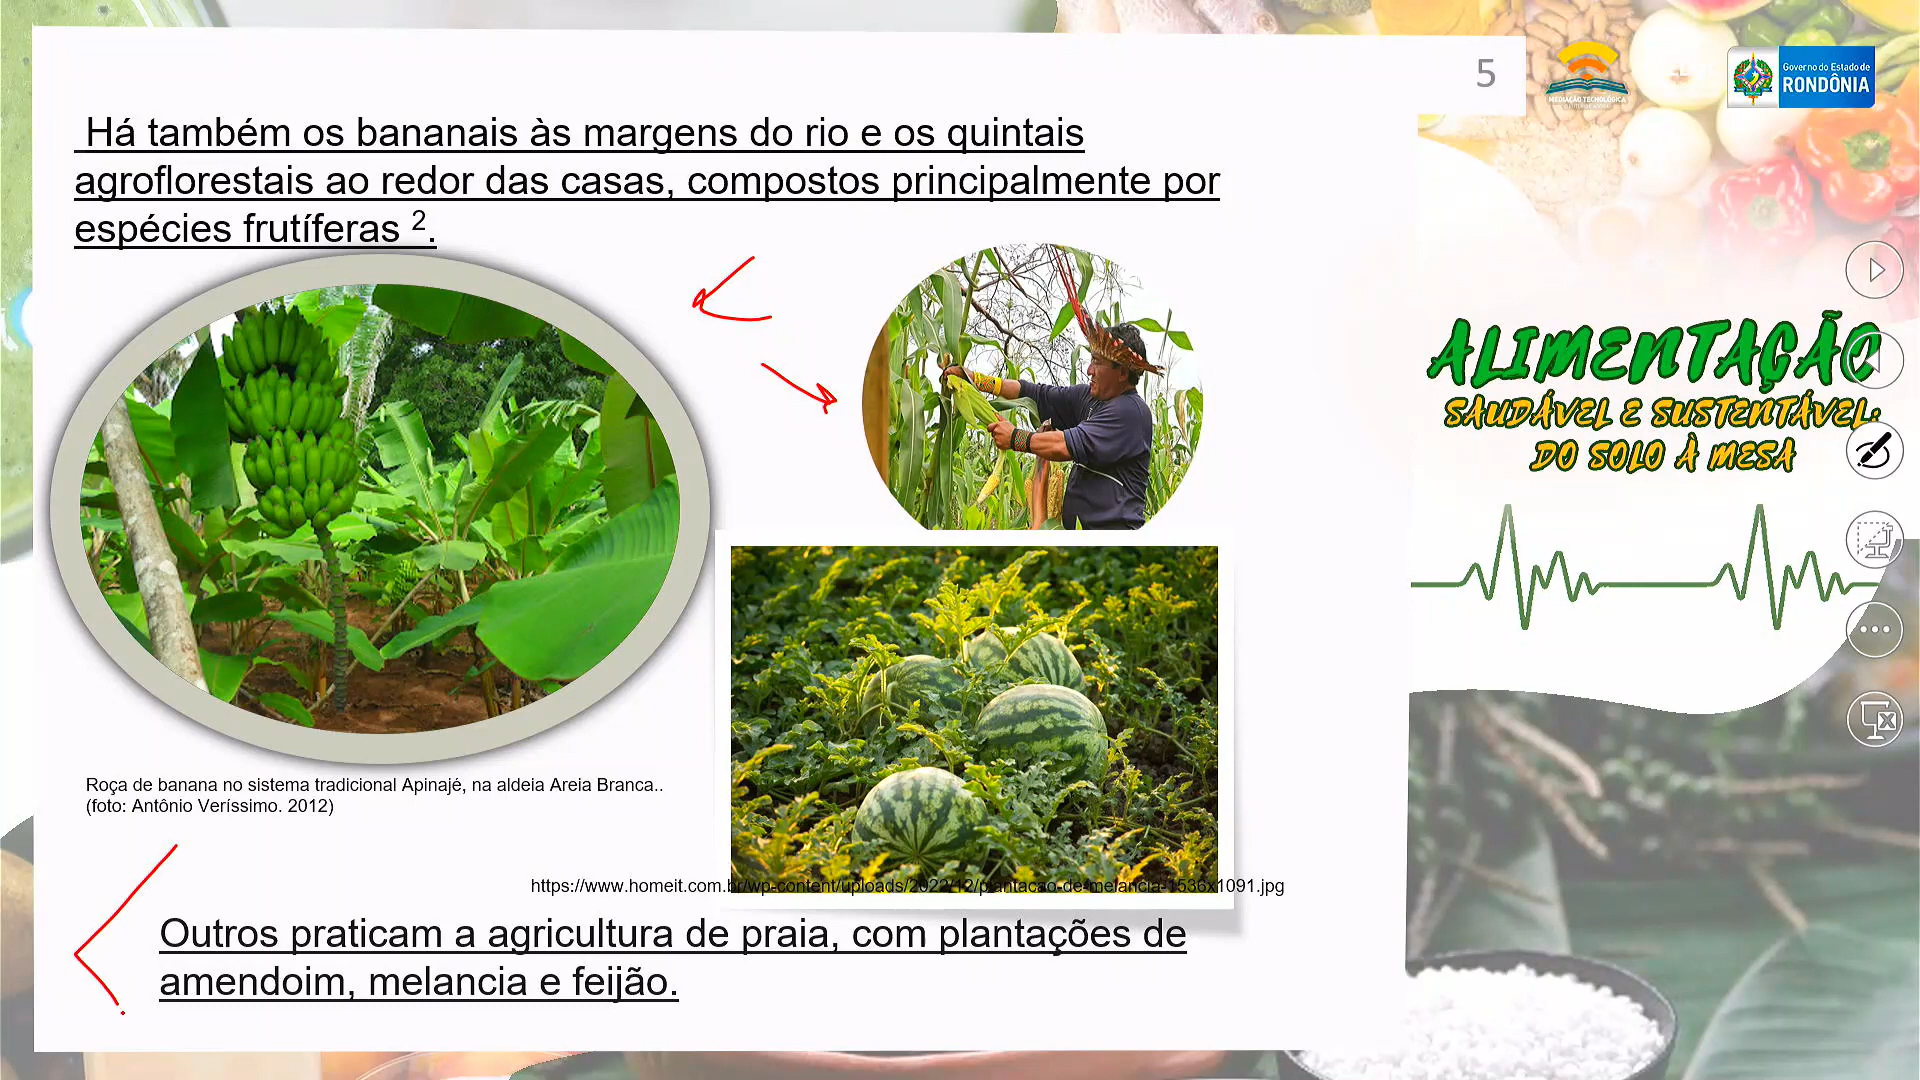 5
MEDIAÇÃO TECNOLÓGICA
Governo do Estado de
RONDÔNIA
Há também os bananais às margens do rio e os quintais
agroflorestais ao redor das casas, compostos principalmente por
espécies frutíferas ².
ALIMENTAÇÃO
SAUDÁVEL E SUSTENTÁVEL:
DO SOLO À MESA
Roça de banana no sistema tradicional Apinajé, na aldeia Areia Branca..
(foto: Antônio Veríssimo. 2012)
https://www.homeit.com.br/wp-content/uploads/2022/12/plantacao-de-melancia-1536x1091.jpg
Outros praticam a agricultura de praia, com plantações de
amendoim, melancia e feijão.